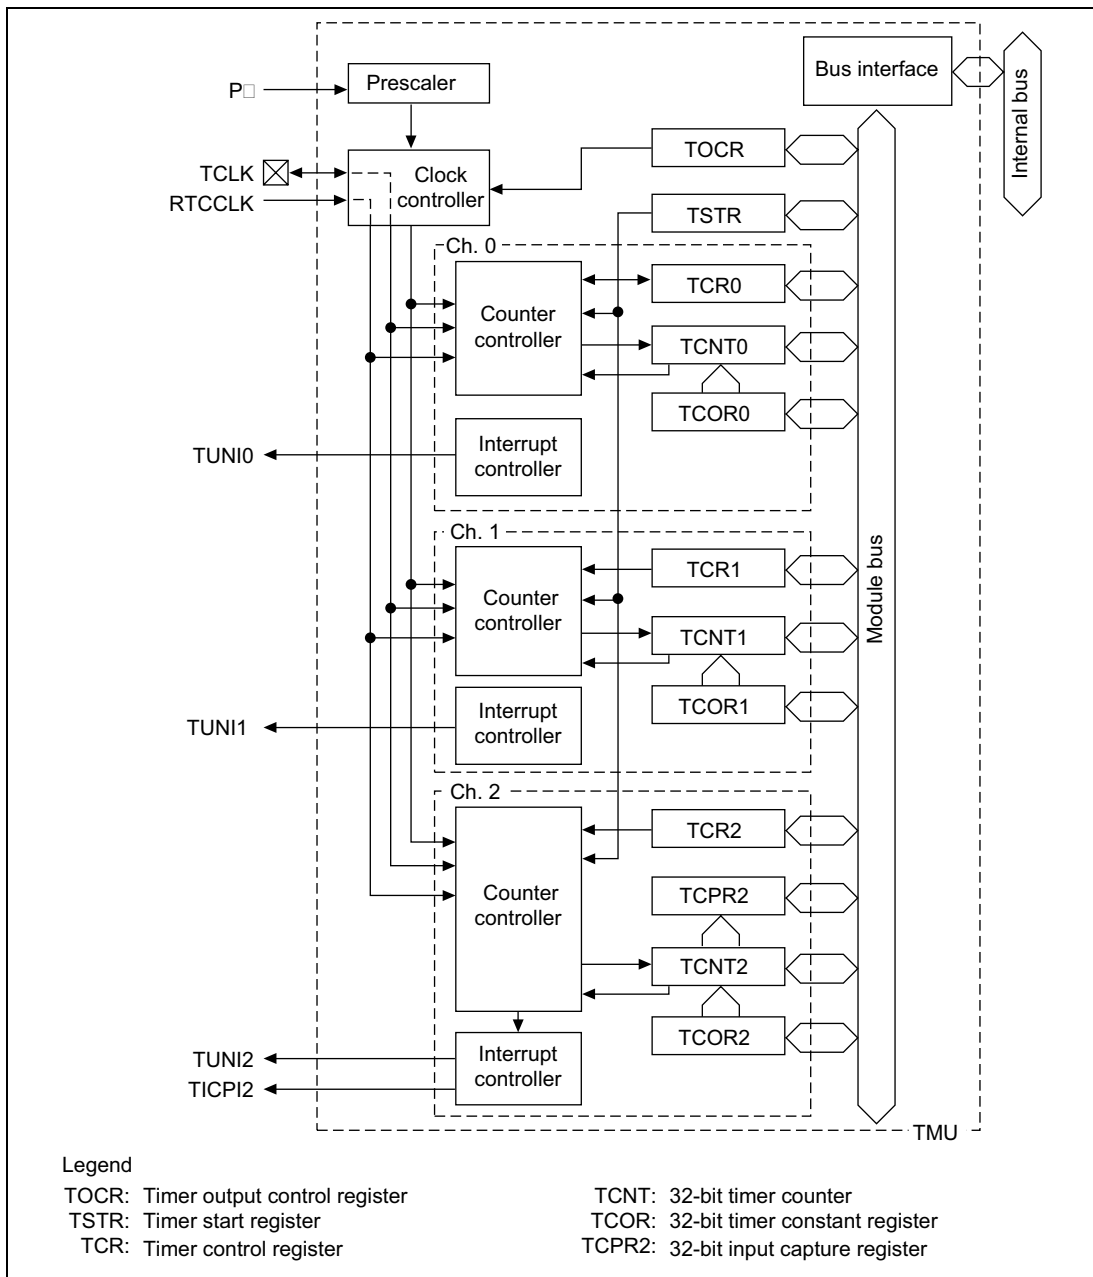 Bus interface
Internal bus
P□
Prescaler
TCLK
RTCCLK
Clock
controller
TOCR
TSTR
Ch. 0
Counter
controller
TCR0
TCNT0
TCOR0
Interrupt
controller
TUNI0
Ch. 1
Counter
controller
TCR1
TCNT1
TCOR1
Interrupt
controller
TUNI1
Module bus
Ch. 2
Counter
controller
TCR2
TCPR2
TCNT2
TCOR2
Interrupt
controller
TUNI2
TICPI2
TMU
Legend
TOCR: Timer output control register
TSTR: Timer start register
TCR: Timer control register
TCNT: 32-bit timer counter
TCOR: 32-bit timer constant register
TCPR2: 32-bit input capture register